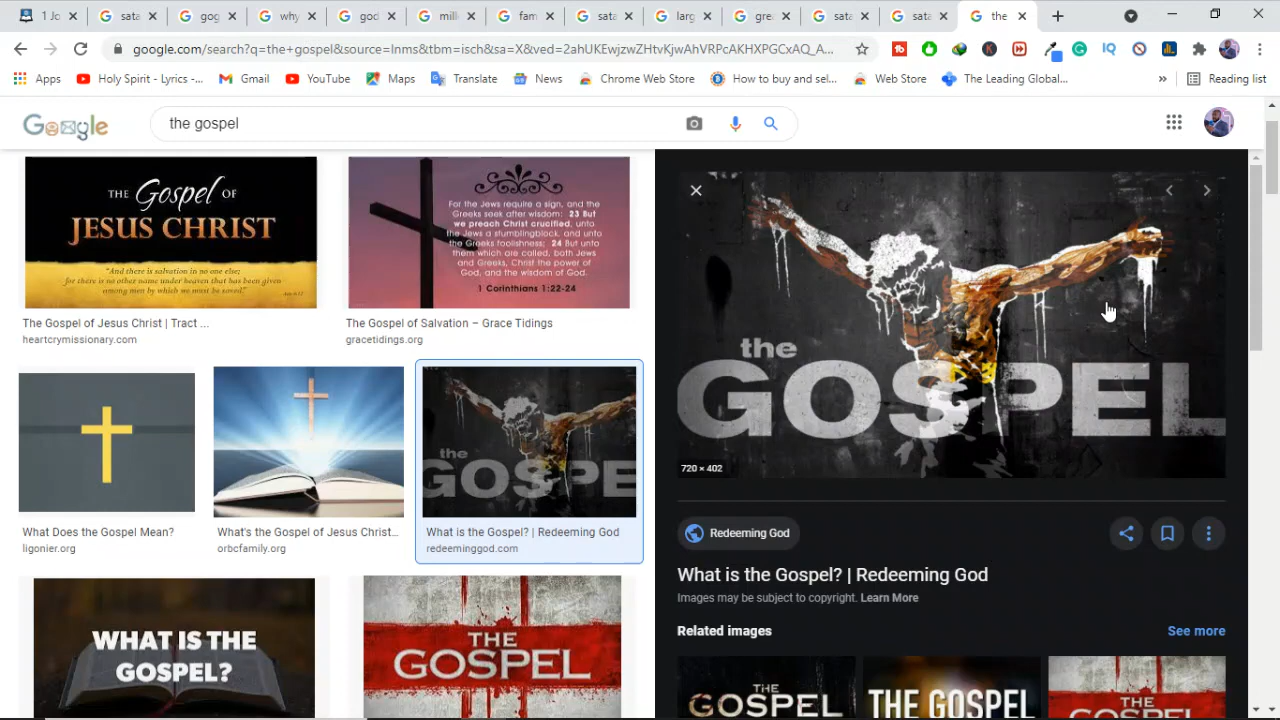 1 Jo
sata
gog
why
god
milk
fam
sata
larg
grea
sata
sata
the
google.com/search?q=the+gospel&source=lnms&tbm=isch&sa=X&ved=2ahUKEwjzwZHtvKjwAhVRPcAKHXPGCxAQ_A...
Apps
Holy Spirit - Lyrics -...
Gmail
YouTube
Maps
Translate
News
Chrome Web Store
How to buy and sel...
Web Store
The Leading Global...
»
Reading list
Google
the gospel
THE Gospel OF
JESUS CHRIST
"And there is salvation in no one else;
for there is no other name under heaven that has been given
among men by which we must be saved."
The Gospel of Jesus Christ | Tract ...
heartcrymissionary.com
For the Jews require a sign, and the
Greeks seek after wisdom: 23 But
we preach Christ crucified, unto
the Jews a stumblingblock, and unto
the Greeks foolishness; 24 But unto
them which are called, both Jews
and Greeks, Christ the power of
God, and the wisdom of God.
1 Corinthians 1:22-24
The Gospel of Salvation – Grace Tidings
gracetidings.org
What Does the Gospel Mean?
ligonier.org
What's the Gospel of Jesus Christ...
orbcfamily.org
the
GOSPE
What is the Gospel? | Redeeming God
redeeminggod.com
WHAT IS THE
GOSPEL?
THE
GOSPEL
the
GOSPEL
720 × 402
Redeeming God
What is the Gospel? | Redeeming God
Images may be subject to copyright. Learn More
Related images
See more
THE
GOSPEL
THE GOSPEL
THE
GOSPEL